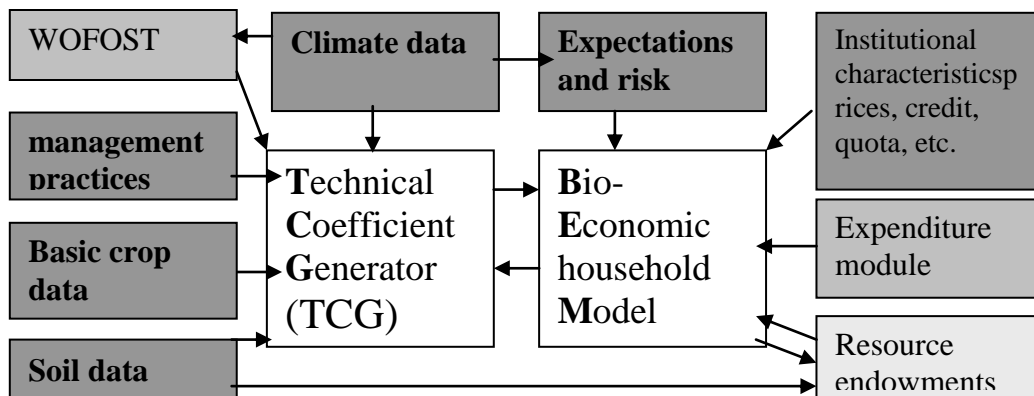 WOFOST
Climate data
Expectations
and risk
Institutional
characteristicsp
rices, credit,
quota, etc.
management
practices
Technical
Coefficient
Generator
(TCG)
Bio-
Economic
household
Model
Basic crop
data
Expenditure
module
Soil data
Resource
endowments